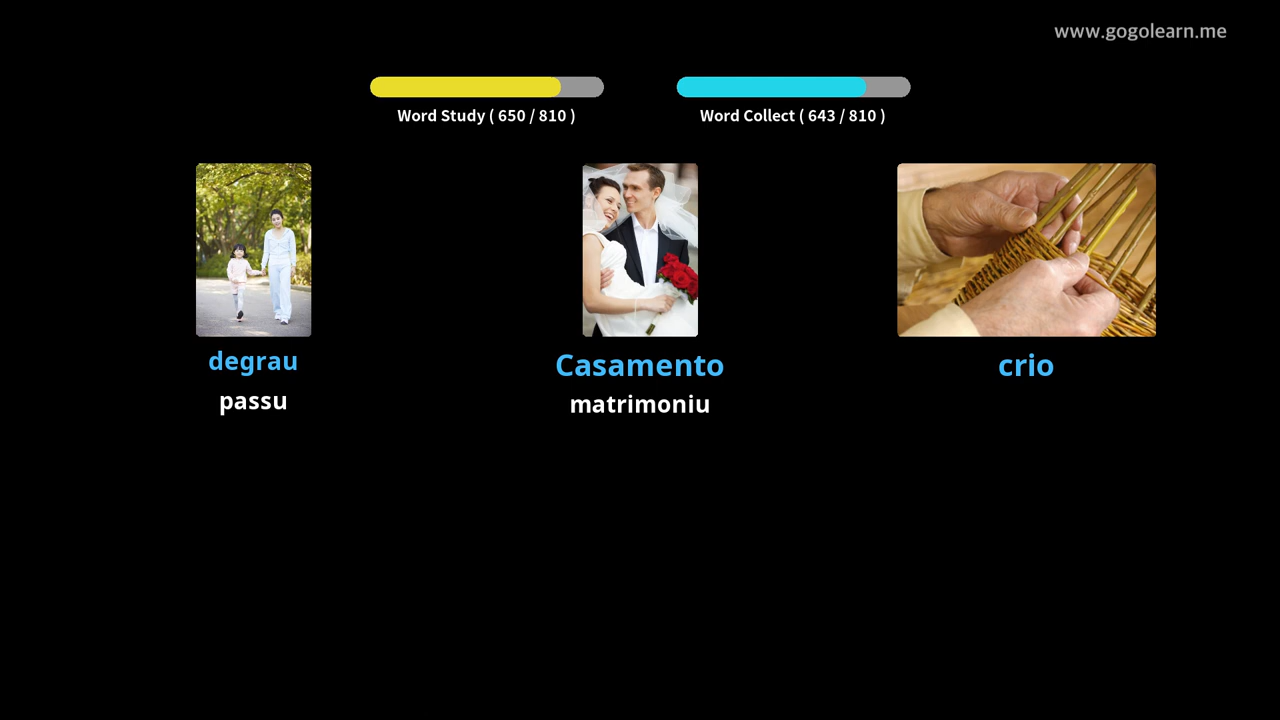 www.gogolearn.me
Word Study ( 650 / 810 )
Word Collect ( 643 / 810 )
degrau
passu
Casamento
matrimoniu
crio